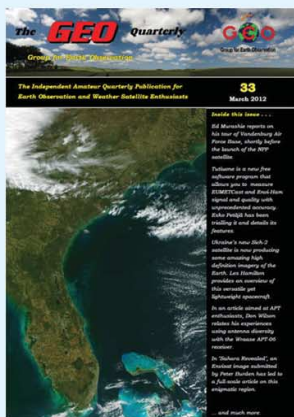 The GEO Quarterly
GEO
Group for Earth Observation
Group for Earth Observation
The Independent Amateur Quarterly Publication for
Earth Observation and Weather Satellite Enthusiasts
33
March 2012
Inside this issue . . .
Ed Murashie reports on
his tour of Vandenburg Air
Force Base, shortly before
the launch of the NPP
satellite.
is a new free
software program that
allows you to measure
EUMETCast and
signal and quality with
unprecedented accuracy.
Esko Petäjä has been
trialling it and details its
features.
Ukraine's new Sich-2
satellite is now producing
some amazing high
definition imagery of the
Earth. Les Hamilton
provides an overview of
this versatile yet
lightweight spacecraft.
In an article aimed at APT
enthusiasts, Don Wilson
relates his experiences
using antenna diversity
with the Wraase APT-06
receiver.
In 'Sahara Revealed', an
Envisat image submitted
by Peter Hurden has led to
a full-scale article on this
enigmatic region.
... and much more